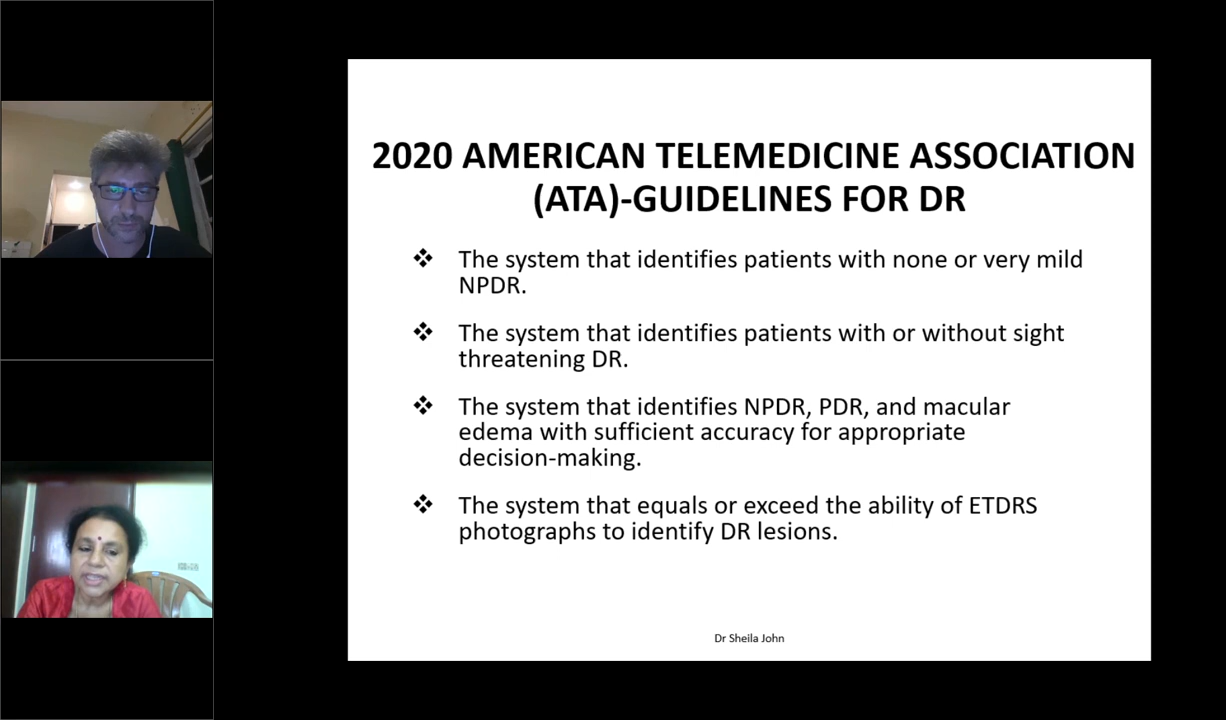 2020 AMERICAN TELEMEDICINE ASSOCIATION
(ATA)-GUIDELINES FOR DR
❖ The system that identifies patients with none or very mild
NPDR.
❖ The system that identifies patients with or without sight
threatening DR.
❖ The system that identifies NPDR, PDR, and macular
edema with sufficient accuracy for appropriate
decision-making.
❖ The system that equals or exceed the ability of ETDRS
photographs to identify DR lesions.
Dr Sheila John